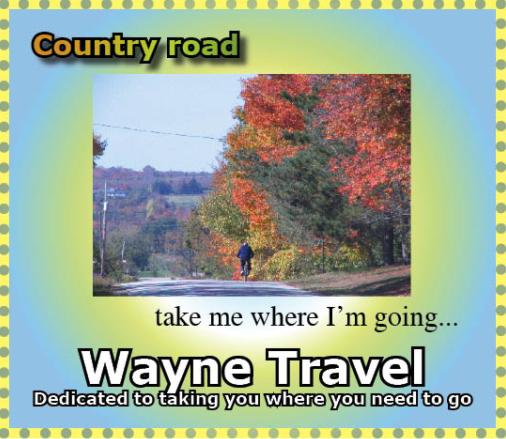 Country road
take me where I'm going...
Wayne Travel
Dedicated to taking you where you need to go